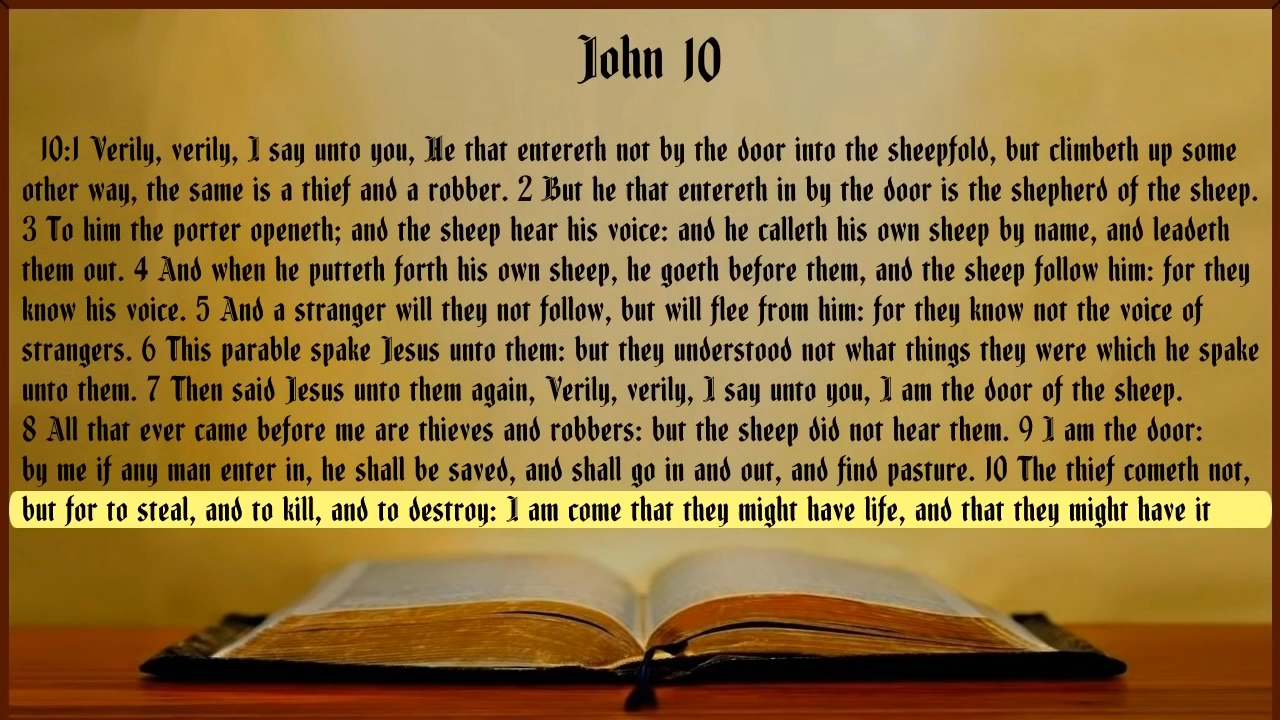 John 10
10:1 Verily, verily, I say unto you, He that entereth not by the door into the sheepfold, but climbeth up some
other way, the same is a thief and a robber. 2 But he that entereth in by the door is the shepherd of the sheep.
3 To him the porter openeth; and the sheep hear his voice: and he calleth his own sheep by name, and leadeth
them out. 4 And when he putteth forth his own sheep, he goeth before them, and the sheep follow him: for they
know his voice. 5 And a stranger will they not follow, but will flee from him: for they know not the voice of
strangers. 6 This parable spake Jesus unto them: but they understood not what things they were which he spake
unto them. 7 Then said Jesus unto them again, Verily, verily, I say unto you, I am the door of the sheep.
8 All that ever came before me are thieves and robbers: but the sheep did not hear them. 9 I am the door:
by me if any man enter in, he shall be saved, and shall go in and out, and find pasture. 10 The thief cometh not,
but for to steal, and to kill, and to destroy: I am come that they might have life, and that they might have it